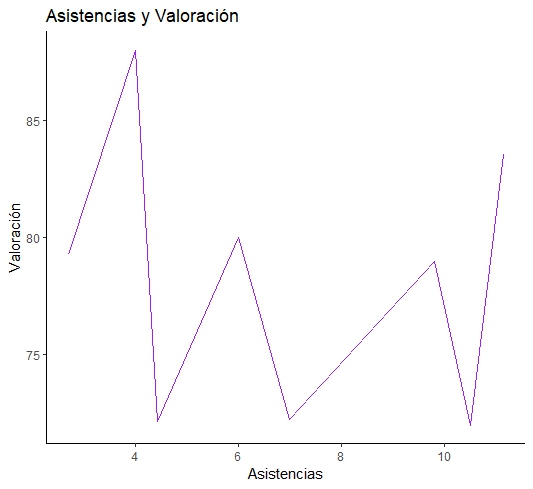 Asistencias y Valoración
85
80
75
Valoración
4 6 8 10
Asistencias